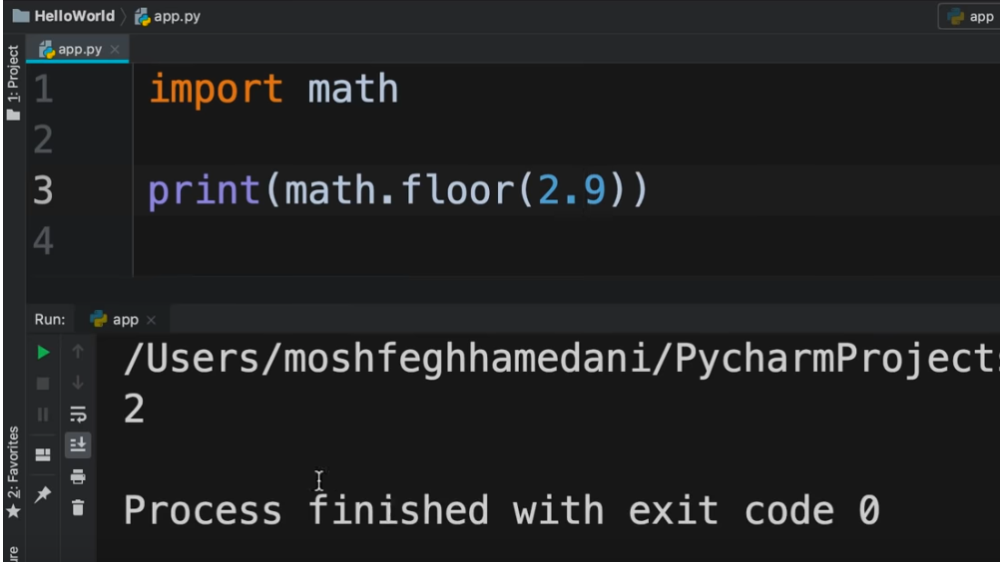 HelloWorld app.py
app
app.py
1: Project
1 import math
2
3 print(math.floor(2.9))
4
Run: app
/Users/moshfeghhamedani/PycharmProjects
2
Process finished with exit code 0
2: Favorites